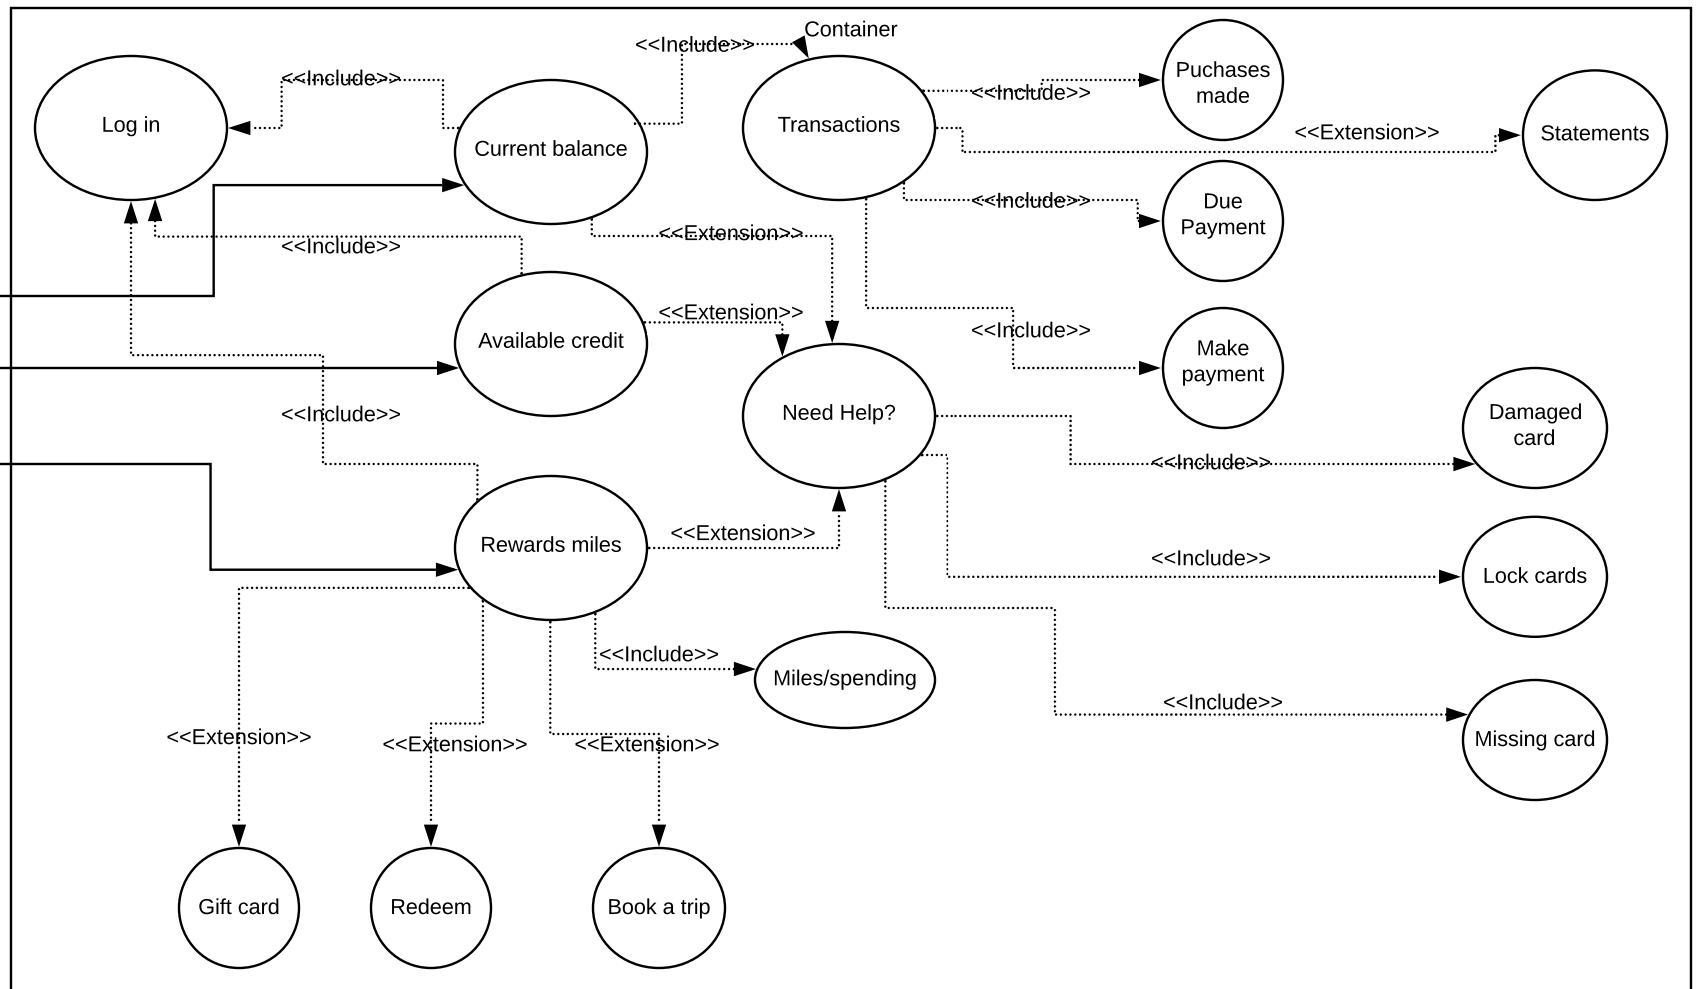 Container
<<Include>>
<<Include>>
Puchases
made
<<Include>>
Log in
Current balance
Transactions
<<Extension>>
Statements
<<Include>>
Due
Payment
<<Include>>
<<Extension>>
<<Extension>>
Available credit
<<Include>>
Make
payment
<<Include>>
Need Help?
Damaged
card
<<Include>>
<<Extension>>
Rewards miles
<<Include>>
Lock cards
<<Include>>
Miles/spending
<<Include>>
Missing card
<<Extension>>
<<Extension>>
<<Extension>>
Gift card
Redeem
Book a trip